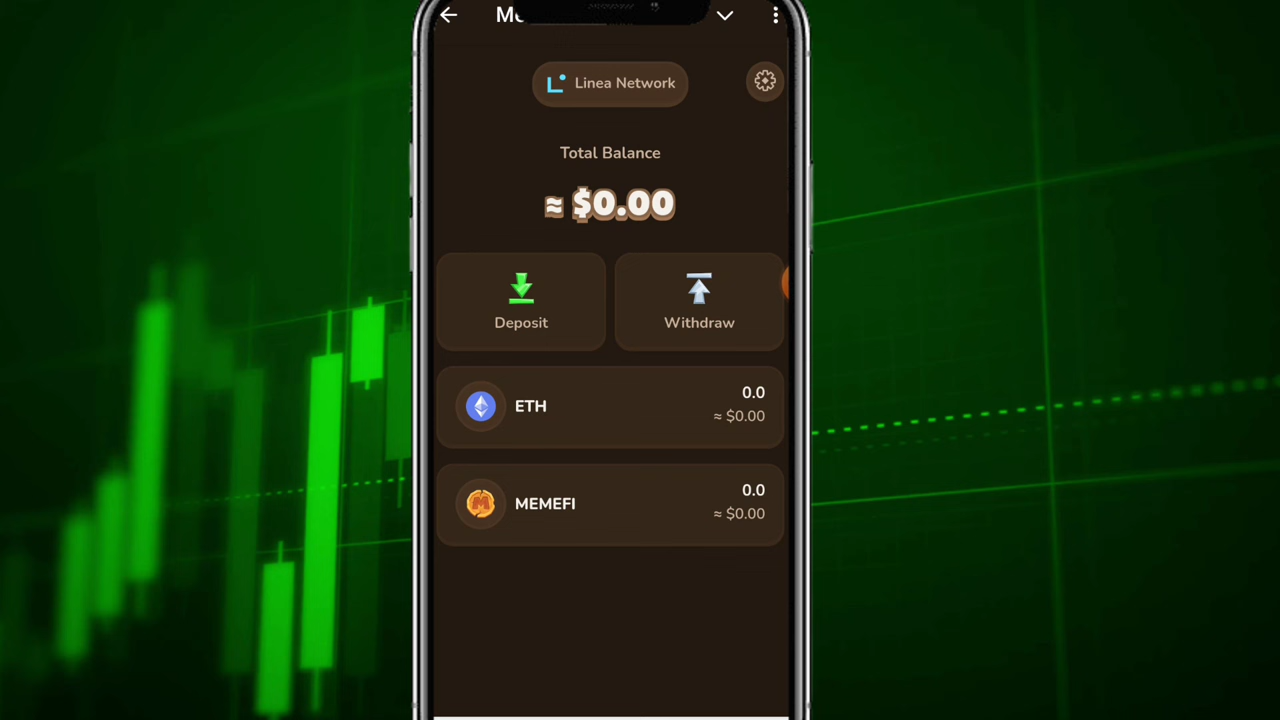 Linea Network
Total Balance
≈ $0.00
Deposit
Withdraw
ETH
0.0
≈ $0.00
MEMEFI
0.0
≈ $0.00